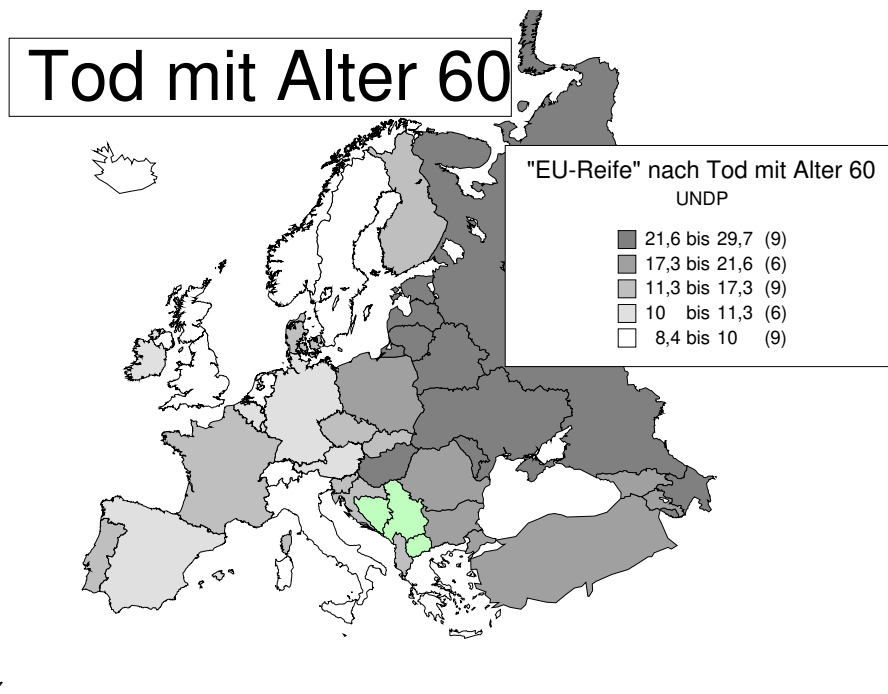 Tod mit Alter 60
"EU-Reife" nach Tod mit Alter 60
UNDP
21,6 bis 29,7 (9)
17,3 bis 21,6 (6)
11,3 bis 17,3 (9)
10 bis 11,3 (6)
8,4 bis 10 (9)